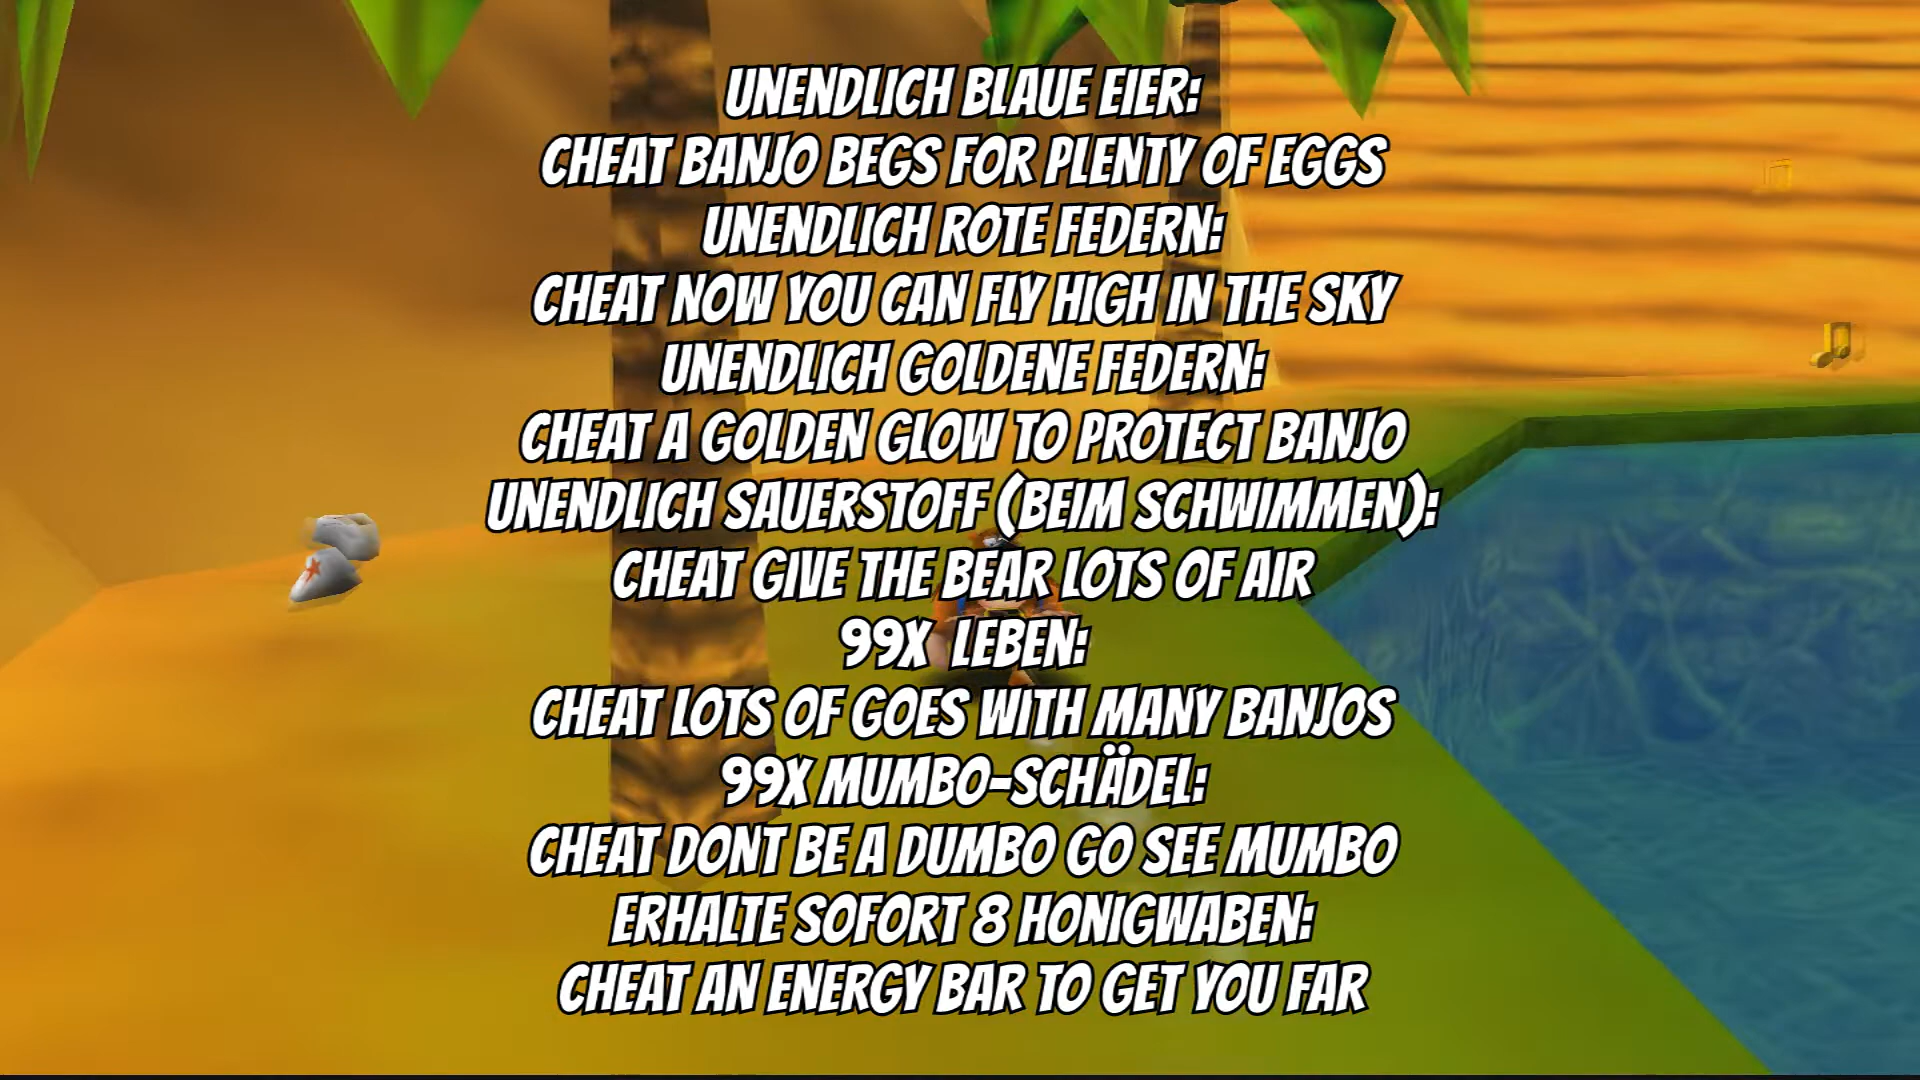 UNENDLICH BLAUE EIER:
CHEAT BANJO BEGS FOR PLENTY OF EGGS
UNENDLICH ROTE FEDERN:
CHEAT NOW YOU CAN FLY HIGH IN THE SKY
UNENDLICH GOLDENE FEDERN:
CHEAT A GOLDEN GLOW TO PROTECT BANJO
UNENDLICH SAUERSTOFF (BEIM SCHWIMMEN):
CHEAT GIVE THE BEAR LOTS OF AIR
99X LEBEN:
CHEAT LOTS OF GOES WITH MANY BANJOS
99X MUMBO-SCHÄDEL:
CHEAT DONT BE A DUMBO GO SEE MUMBO
ERHALTE SOFORT 8 HONIGWABEN:
CHEAT AN ENERGY BAR TO GET YOU FAR